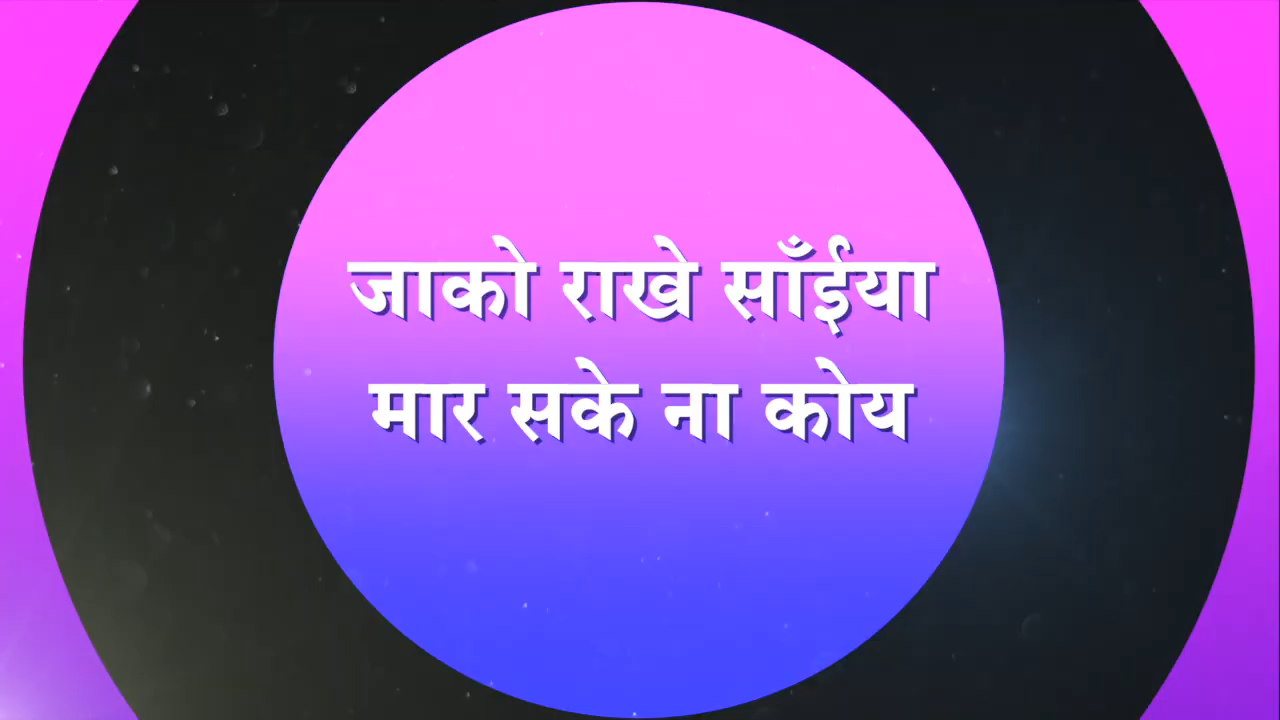 जाको राखे साँईया
मार सके ना कोय